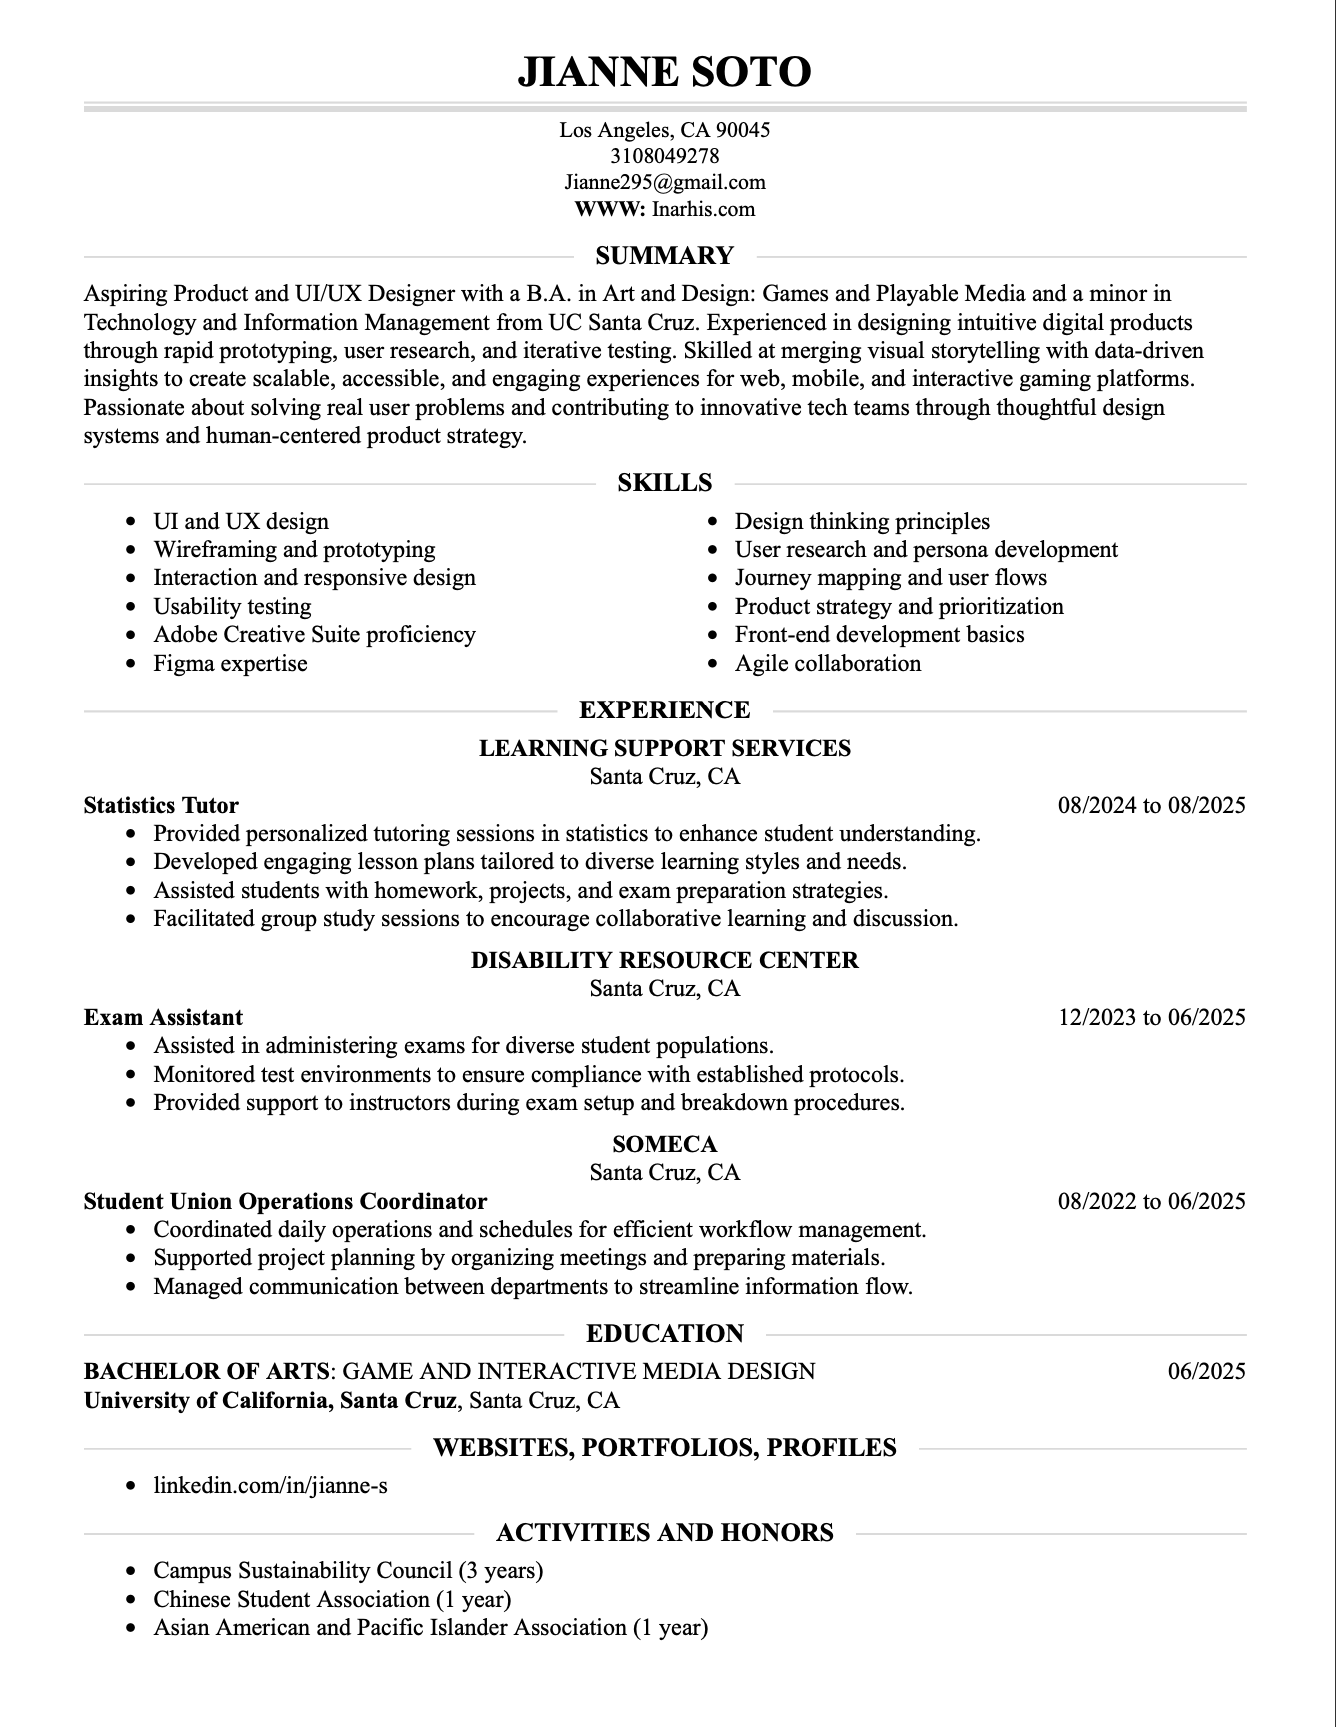 JIANNE SOTO
Los Angeles, CA 90045
3108049278
Jianne295@gmail.com
WWW: Inarhis.com
SUMMARY
Aspiring Product and UI/UX Designer with a B.A. in Art and Design: Games and Playable Media and a minor in
Technology and Information Management from UC Santa Cruz. Experienced in designing intuitive digital products
through rapid prototyping, user research, and iterative testing. Skilled at merging visual storytelling with data-driven
insights to create scalable, accessible, and engaging experiences for web, mobile, and interactive gaming platforms.
Passionate about solving real user problems and contributing to innovative tech teams through thoughtful design
systems and human-centered product strategy.
SKILLS
• UI and UX design
• Wireframing and prototyping
• Interaction and responsive design
• Usability testing
• Adobe Creative Suite proficiency
• Figma expertise
• Design thinking principles
• User research and persona development
• Journey mapping and user flows
• Product strategy and prioritization
• Front-end development basics
• Agile collaboration
EXPERIENCE
LEARNING SUPPORT SERVICES
Santa Cruz, CA
Statistics Tutor 08/2024 to 08/2025
• Provided personalized tutoring sessions in statistics to enhance student understanding.
• Developed engaging lesson plans tailored to diverse learning styles and needs.
• Assisted students with homework, projects, and exam preparation strategies.
• Facilitated group study sessions to encourage collaborative learning and discussion.
DISABILITY RESOURCE CENTER
Santa Cruz, CA
Exam Assistant 12/2023 to 06/2025
• Assisted in administering exams for diverse student populations.
• Monitored test environments to ensure compliance with established protocols.
• Provided support to instructors during exam setup and breakdown procedures.
SOMECA
Santa Cruz, CA
Student Union Operations Coordinator 08/2022 to 06/2025
• Coordinated daily operations and schedules for efficient workflow management.
• Supported project planning by organizing meetings and preparing materials.
• Managed communication between departments to streamline information flow.
EDUCATION
BACHELOR OF ARTS: GAME AND INTERACTIVE MEDIA DESIGN 06/2025
University of California, Santa Cruz, Santa Cruz, CA
WEBSITES, PORTFOLIOS, PROFILES
• linkedin.com/in/jianne-s
ACTIVITIES AND HONORS
• Campus Sustainability Council (3 years)
• Chinese Student Association (1 year)
• Asian American and Pacific Islander Association (1 year)